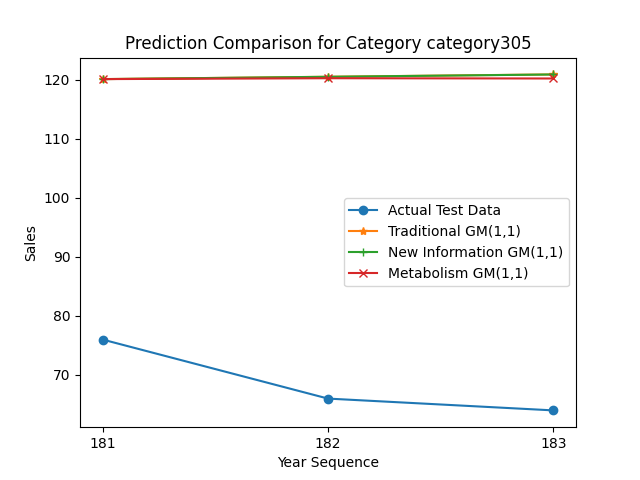 Prediction Comparison for Category category305
120
110
100
90
80
70
Sales
Actual Test Data
Traditional GM(1,1)
New Information GM(1,1)
Metabolism GM(1,1)
181
182
183
Year Sequence